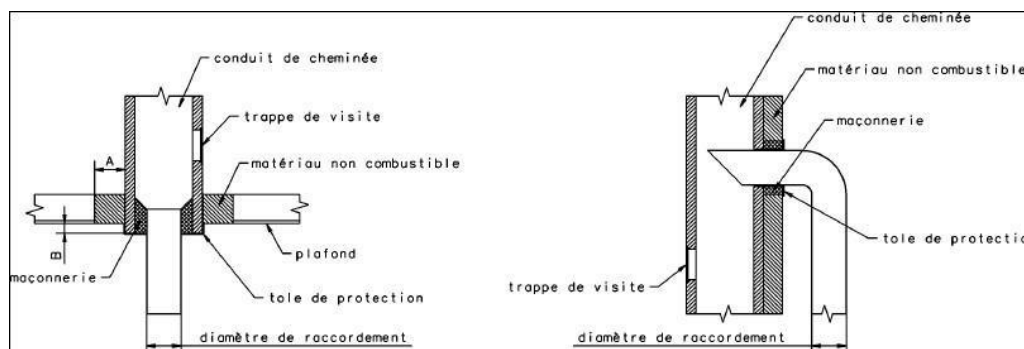 conduit de cheminée
trappe de visite
A
matériau non combustible
B
plafond
maçonnerie
tole de protection
diamètre de raccordement
conduit de cheminée
matériau non combustible
maçonnerie
tole de protection
trappe de visite
diamètre de raccordement